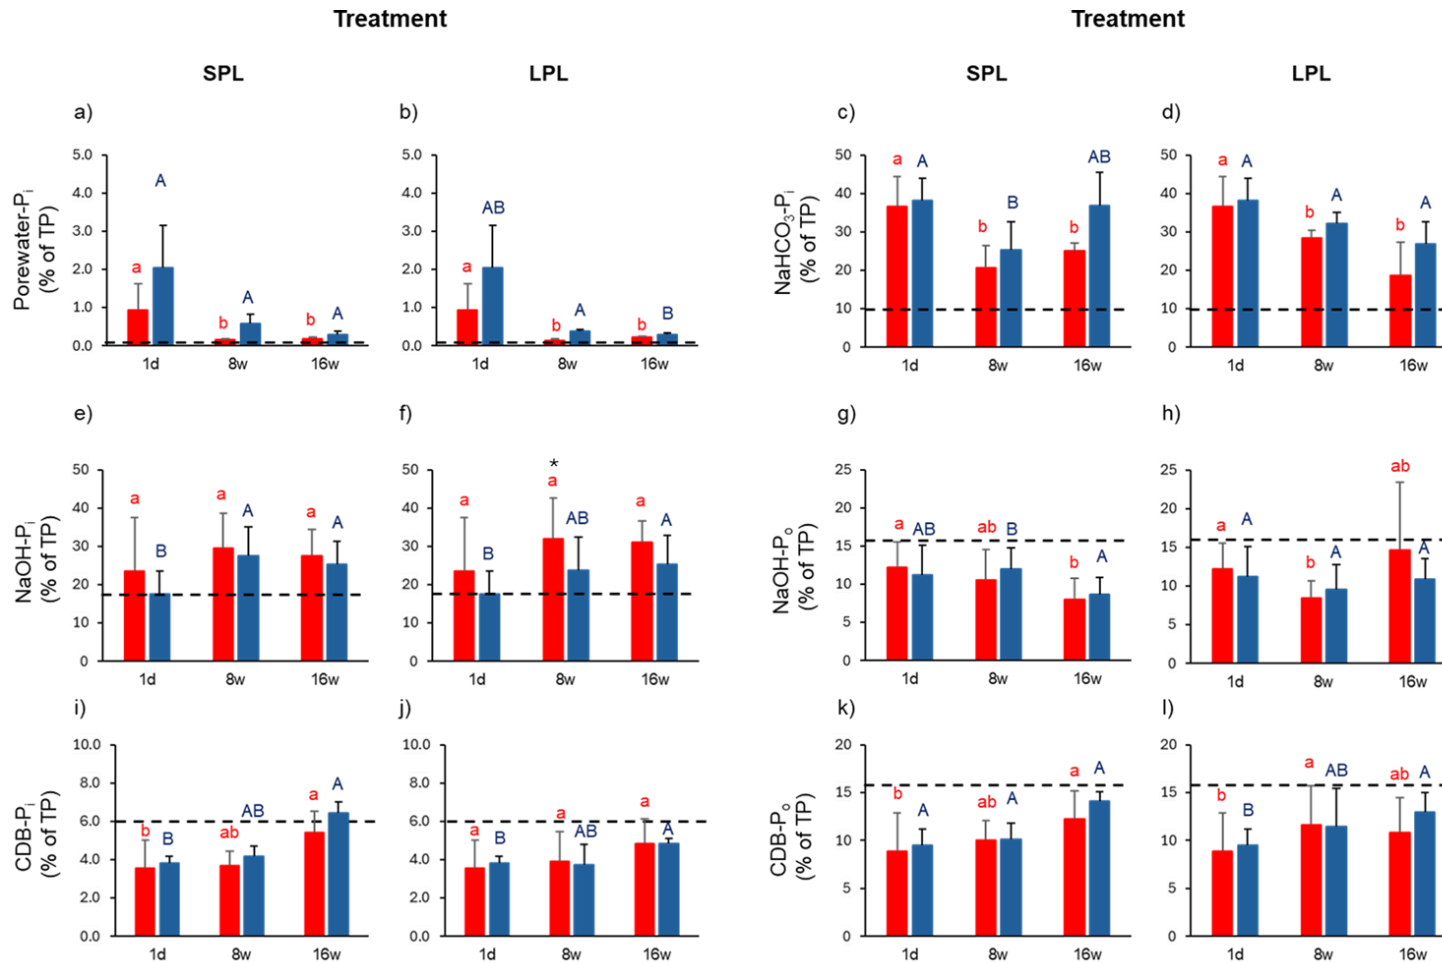 Treatment Treatment
SPL LPL SPL LPL
a) b) c) d)
Porewater-Pi
(% of TP)
5.0
4.0
3.0
2.0
1.0
0.0
a A b A b A
1d 8w 16w
5.0
4.0
3.0
2.0
1.0
0.0
a AB b A b B
1d 8w 16w
NaHCO3-Pi
(% of TP)
50
40
30
20
10
0
a A b B b AB
1d 8w 16w
50
40
30
20
10
0
a A b A b A
1d 8w 16w
e) f) g) h)
NaOH-Pi
(% of TP)
50
40
30
20
10
0
a B a A a A
1d 8w 16w
50
40
30
20
10
0
*
a B a AB a A
1d 8w 16w
NaOH-Po
(% of TP)
25
20
15
10
5
0
a AB ab B b A
1d 8w 16w
25
20
15
10
5
0
a A b A ab A
1d 8w 16w
i) j) k) l)
CDB-Pi
(% of TP)
10.0
8.0
6.0
4.0
2.0
0.0
b B ab AB a A
1d 8w 16w
10.0
8.0
6.0
4.0
2.0
0.0
a B a AB a A
1d 8w 16w
CDB-Po
(% of TP)
20
15
10
5
0
b A ab A a A
1d 8w 16w
20
15
10
5
0
b B a AB ab A
1d 8w 16w